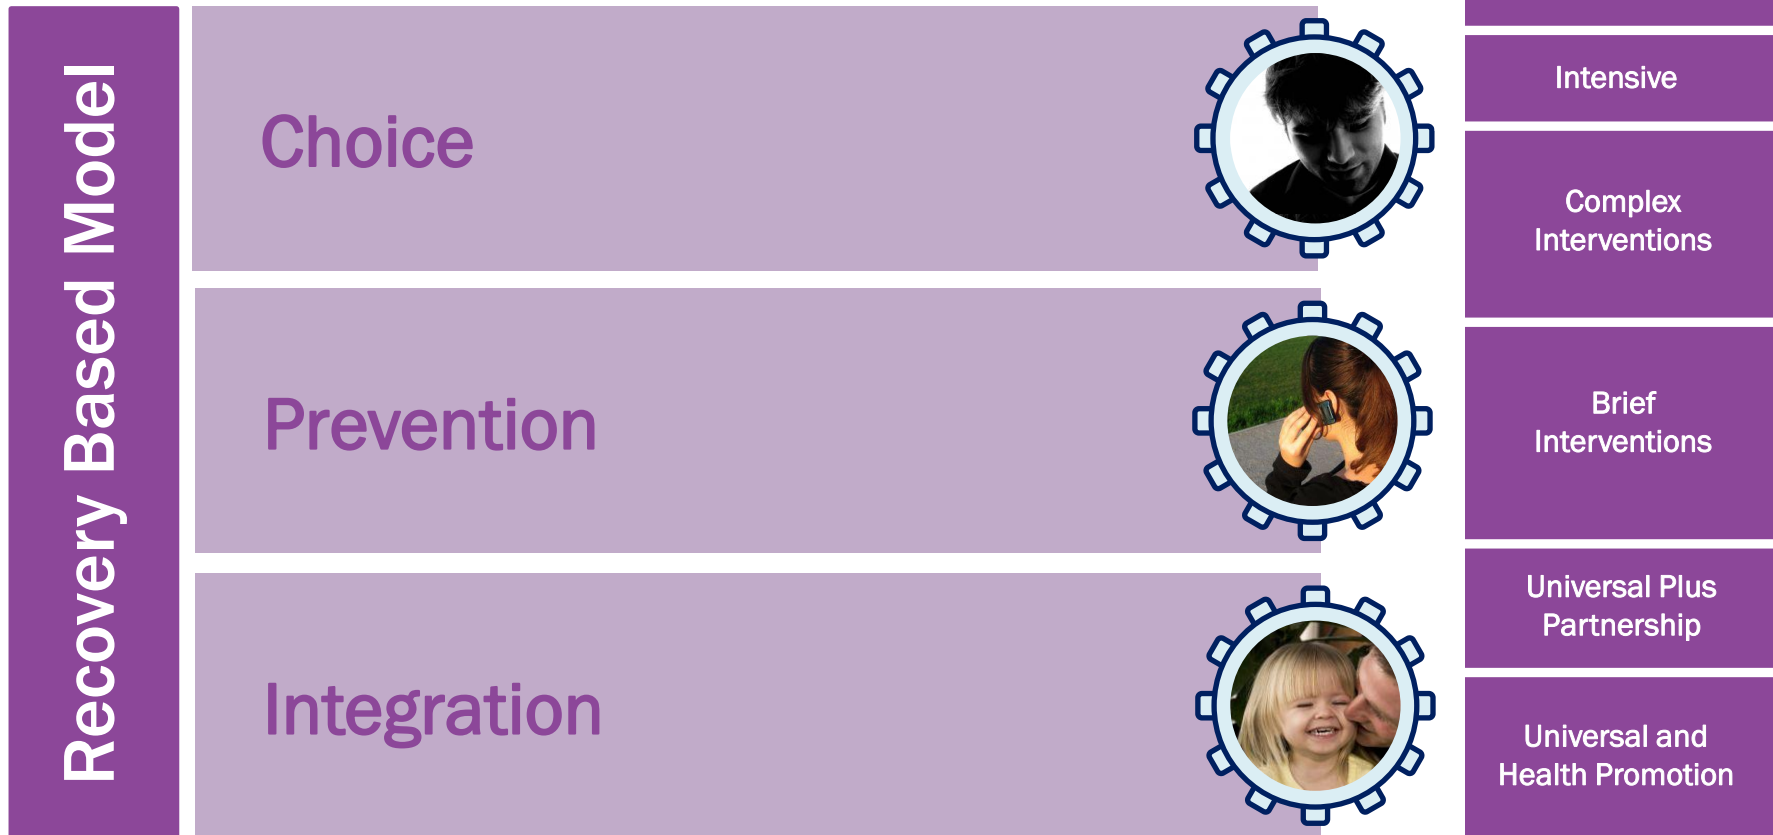 Recovery Based Model
Choice
Prevention
Integration
Intensive
Complex
Interventions
Brief
Interventions
Universal Plus
Partnership
Universal and
Health Promotion